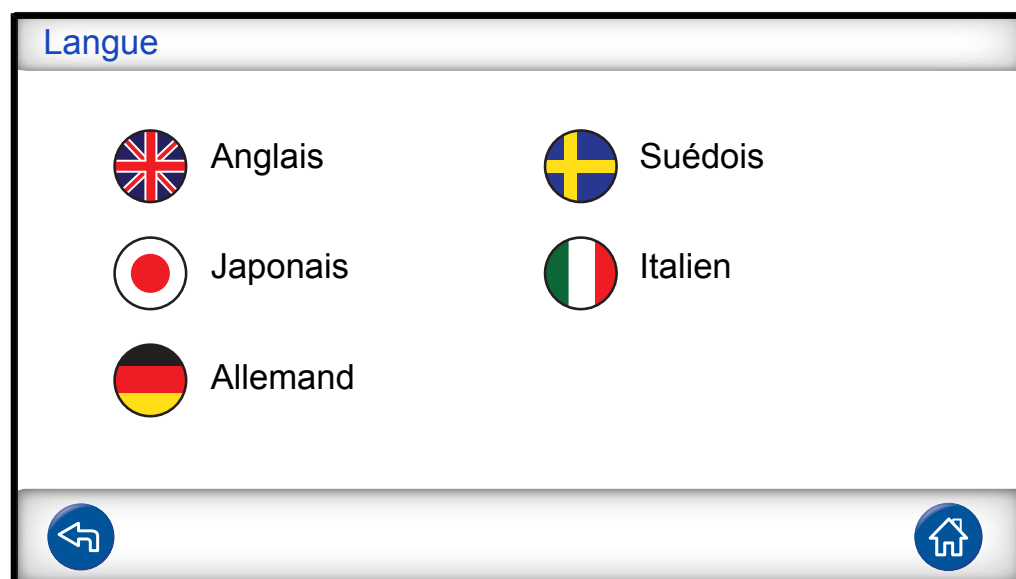 Langue
Anglais
Suédois
Japonais
Italien
Allemand